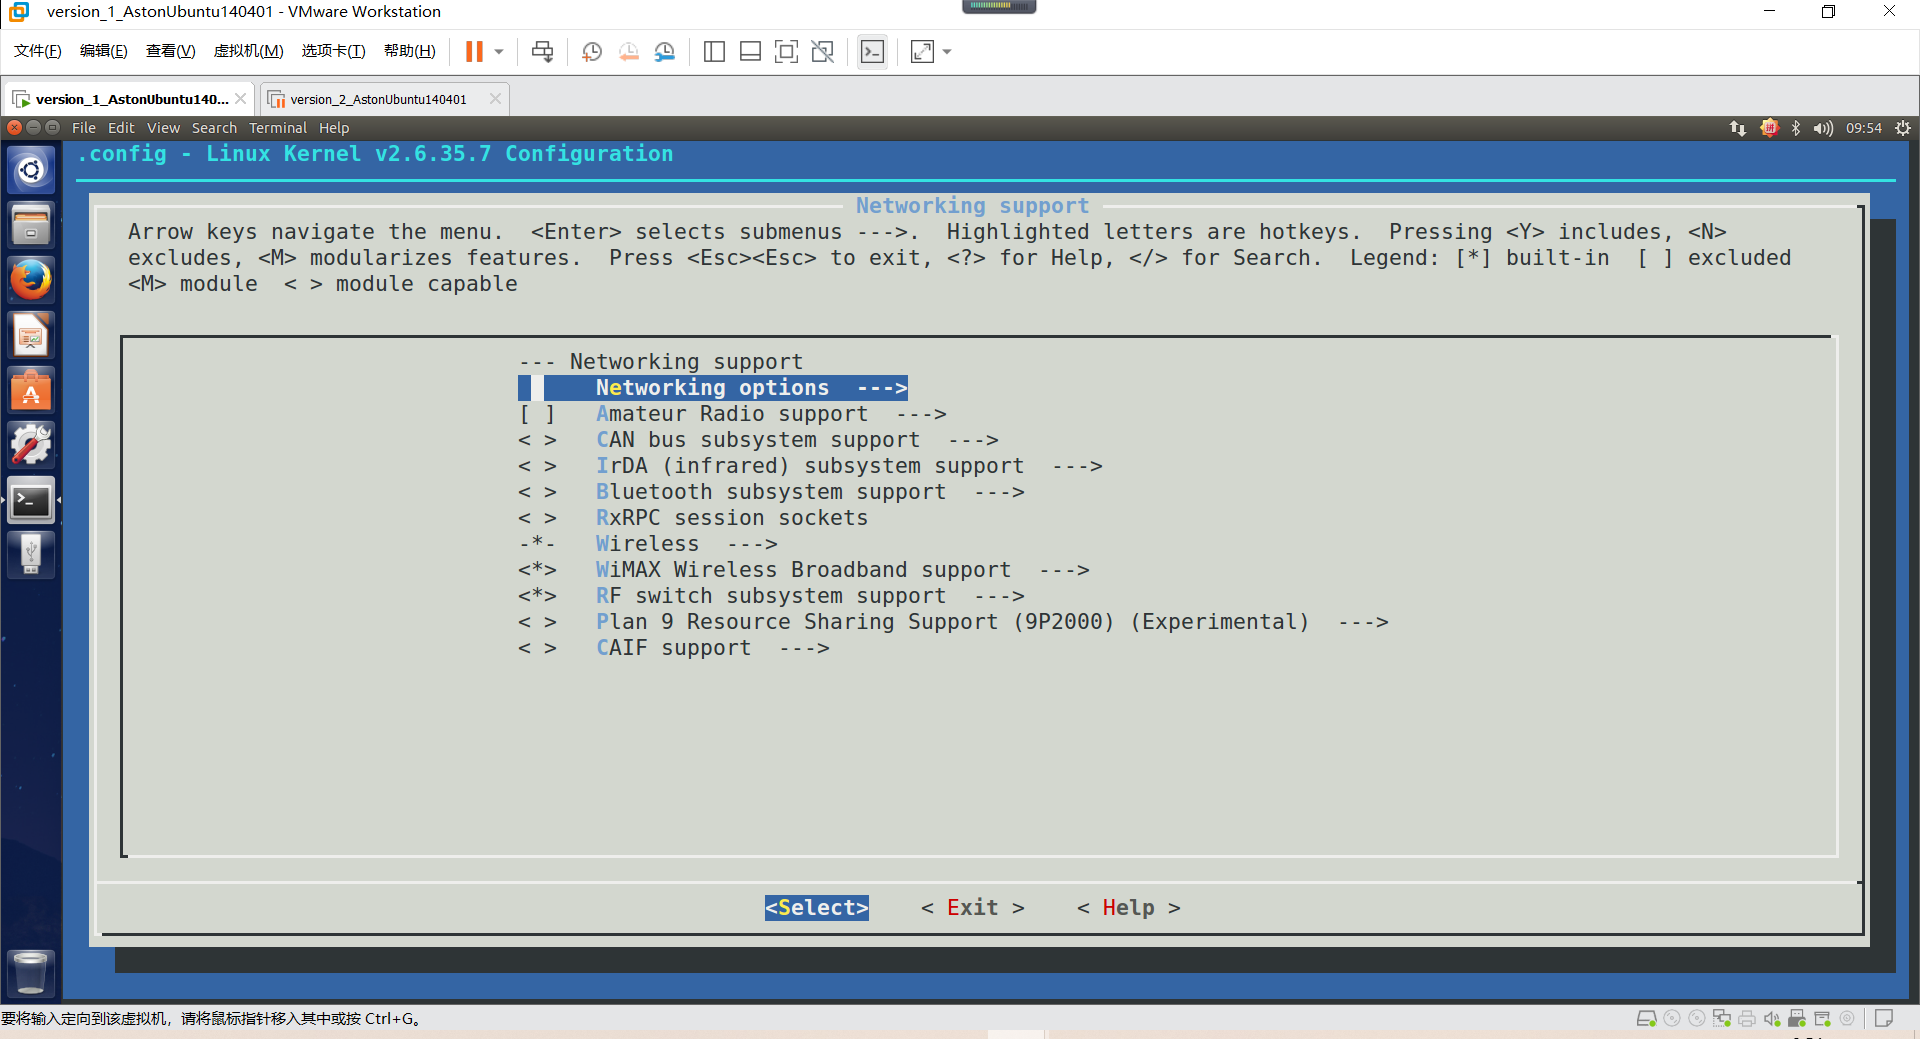 version_1_AstonUbuntu140401 - VMware Workstation
文件(F) 编辑(E) 查看(V) 虚拟机(M) 选项卡(T) 帮助(H)
version_1_AstonUbuntu140... version_2_AstonUbuntu140401
File Edit View Search Terminal Help 09:54
.config - Linux Kernel v2.6.35.7 Configuration
Networking support
Arrow keys navigate the menu. <Enter> selects submenus --->. Highlighted letters are hotkeys. Pressing <Y> includes, <N>
excludes, <M> modularizes features. Press <Esc><Esc> to exit, <?> for Help, </> for Search. Legend: [*] built-in [ ] excluded
<M> module < > module capable
--- Networking support
Networking options --->
[ ] Amateur Radio support --->
< > CAN bus subsystem support --->
< > IrDA (infrared) subsystem support --->
< > Bluetooth subsystem support --->
< > RxRPC session sockets
-*- Wireless --->
<*> WiMAX Wireless Broadband support --->
<*> RF switch subsystem support --->
< > Plan 9 Resource Sharing Support (9P2000) (Experimental) --->
< > CAIF support --->
<Select> < Exit > < Help >
要将输入定向到该虚拟机，请将鼠标指针移入其中或按 Ctrl+G。